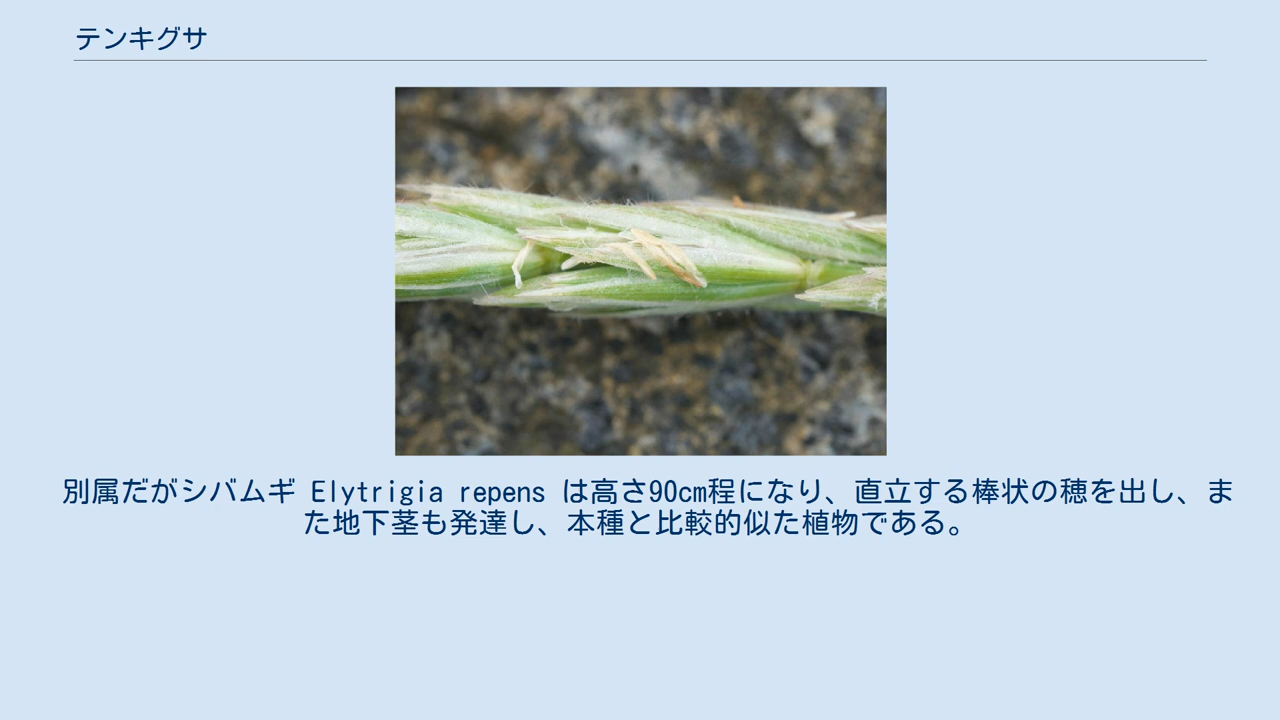 テンキグサ
別属だがシバムギ Elytrigia repens は高さ90cm程になり、直立する棒状の穂を出し、ま
た地下茎も発達し、本種と比較的似た植物である。